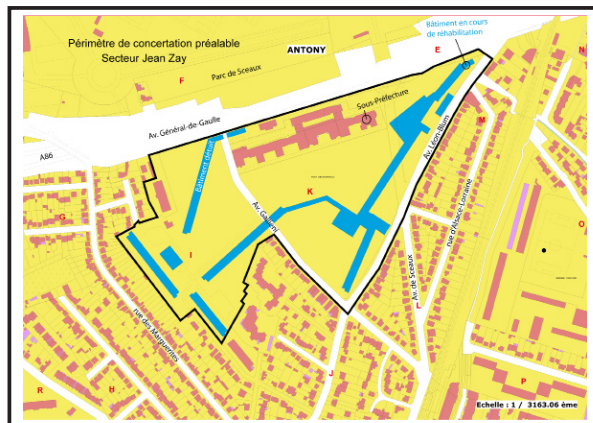 Périmètre de concertation préalable
Secteur Jean Zay
ANTONY
E
Bâtiment en cours
de réhabilitation
N
F
Parc de Sceaux
Sous-Préfecture
Av. Général-de-Gaulle
M
A86
Bâtiment détruit
Av. Léon-Blum
K
Av. Galliéni
rue d'Alsace-Lorraine
G
O
I
Av. de Sceaux
rue des Marguerites
J
R
H
P
Echelle : 1 / 3163.06 ème